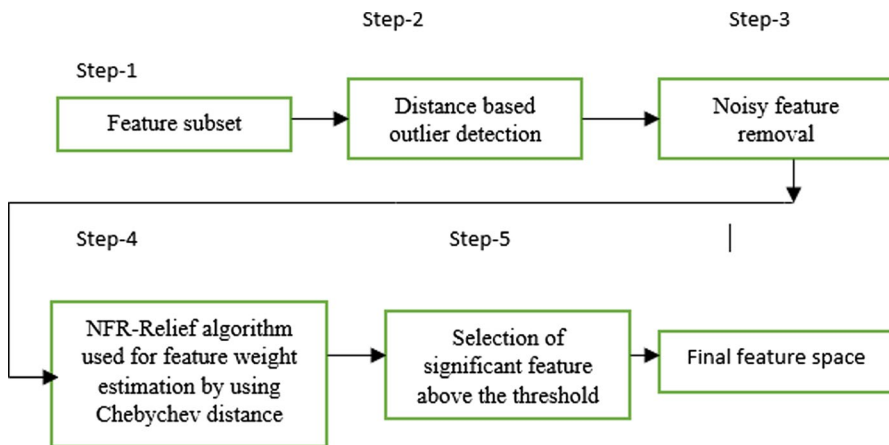 Step-1
Step-2
Step-3
Feature subset
Distance based
outlier detection
Noisy feature
removal
Step-4
Step-5
NFR-Relief algorithm
used for feature weight
estimation by using
Chebychev distance
Selection of
significant feature
above the threshold
Final feature space